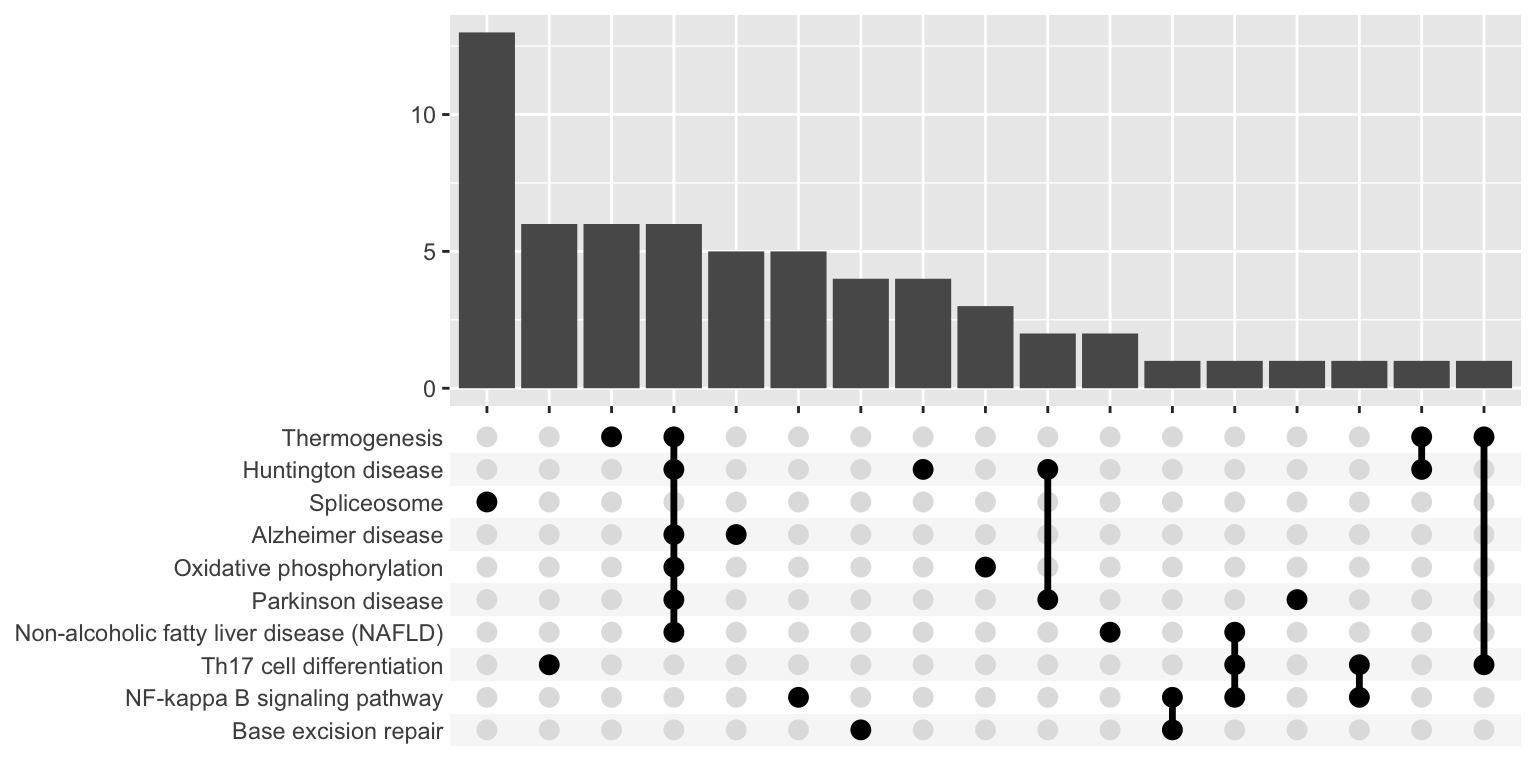 10
5
0
Thermogenesis
Huntington disease
Spliceosome
Alzheimer disease
Oxidative phosphorylation
Parkinson disease
Non-alcoholic fatty liver disease (NAFLD)
Th17 cell differentiation
NF-kappa B signaling pathway
Base excision repair